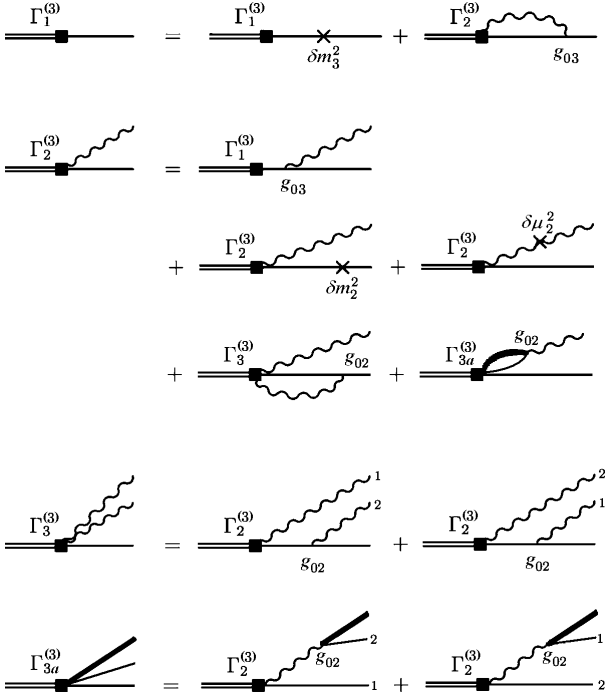 Γ₁⁽³⁾ = Γ₁⁽³⁾ δm₃² + Γ₂⁽³⁾ g₀₃
Γ₂⁽³⁾ = Γ₁⁽³⁾ g₀₃
+ Γ₂⁽³⁾ δm₂² + Γ₂⁽³⁾ δμ₂²
+ Γ₃⁽³⁾ g₀₂ + Γ₃ₐ⁽³⁾ g₀₂
Γ₃⁽³⁾ = Γ₂⁽³⁾ 1 2 g₀₂ + Γ₂⁽³⁾ 2 1 g₀₂
Γ₃ₐ⁽³⁾ = Γ₂⁽³⁾ g₀₂ 2 1 + Γ₂⁽³⁾ g₀₂ 1 2